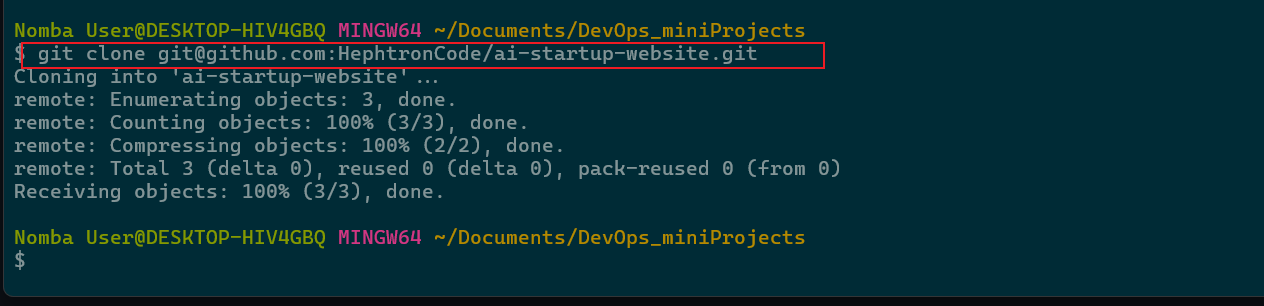 Nomba User@DESKTOP-HIV4GBQ MINGW64 ~/Documents/DevOps_miniProjects
$ git clone git@github.com:HephtronCode/ai-startup-website.git
Cloning into 'ai-startup-website'...
remote: Enumerating objects: 3, done.
remote: Counting objects: 100% (3/3), done.
remote: Compressing objects: 100% (2/2), done.
remote: Total 3 (delta 0), reused 0 (delta 0), pack-reused 0 (from 0)
Receiving objects: 100% (3/3), done.
Nomba User@DESKTOP-HIV4GBQ MINGW64 ~/Documents/DevOps_miniProjects
$